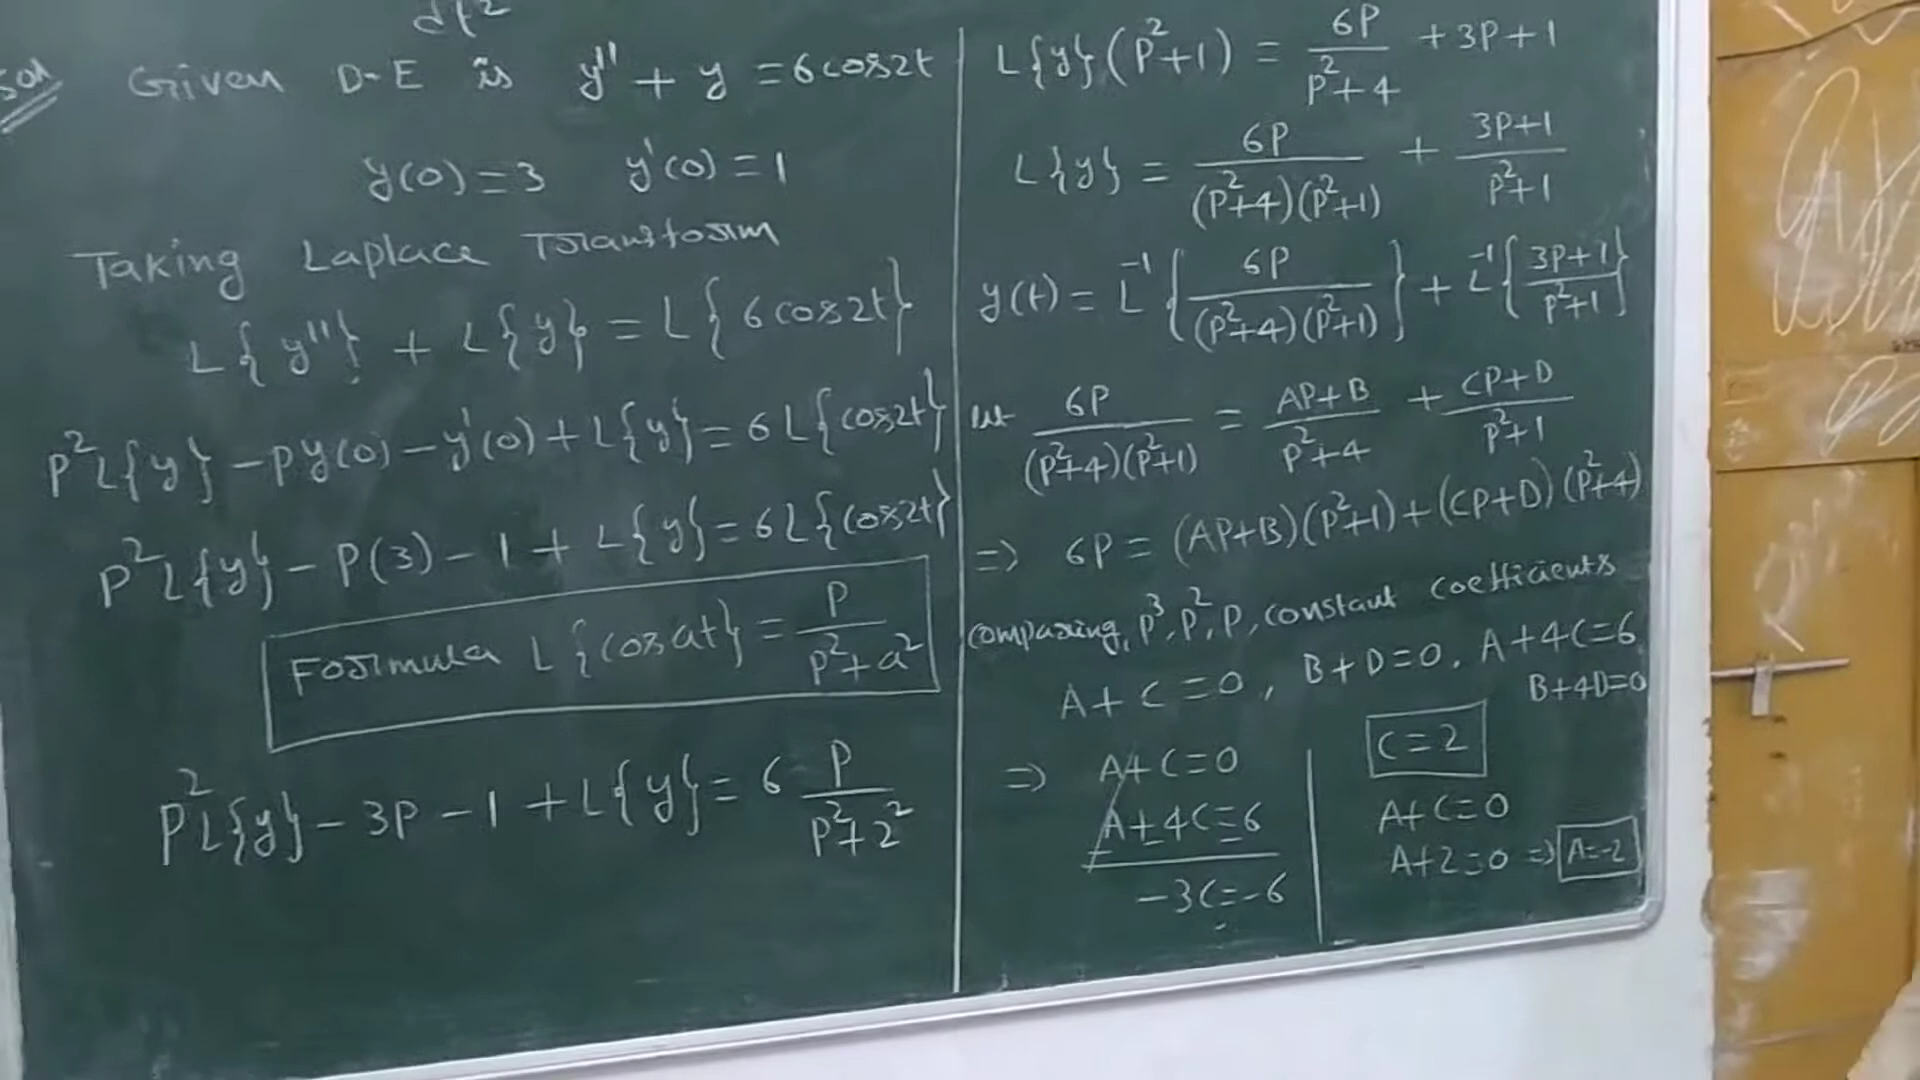 dt²
Sol Given D-E is y'' + y = 6cos2t
y(0) = 3 y'(0) = 1
Taking Laplace Transform
L{y''} + L{y} = L{6cos2t}
P²L{y} - Py(0) - y'(0) + L{y} = 6L{cos2t}
P²L{y} - P(3) - 1 + L{y} = 6L{cos2t}
Formula L{cosat} = P/(P²+a²)
P²L{y} - 3P - 1 + L{y} = 6 P/(P²+2²)
L{y}(P²+1) = 6P/(P²+4) + 3P + 1
L{y} = 6P/((P²+4)(P²+1)) + (3P+1)/(P²+1)
y(t) = L⁻¹{6P/((P²+4)(P²+1))} + L⁻¹{(3P+1)/(P²+1)}
let 6P/((P²+4)(P²+1)) = (AP+B)/(P²+4) + (CP+D)/(P²+1)
=> 6P = (AP+B)(P²+1) + (CP+D)(P²+4)
comparing, P³, P², P, constant coefficients
A + C = 0, B + D = 0, A + 4C = 6
B + 4D = 0
=> A + C = 0
A + 4C = 6
-3C = -6
C = 2
A + C = 0
A + 2 = 0 => A = -2